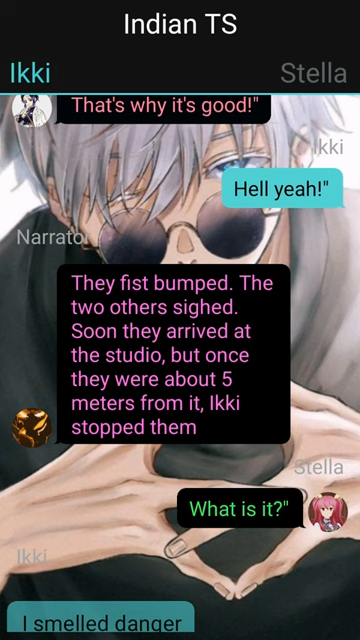 Indian TS
Ikki
Stella
That's why it's good!"
Ikki
Hell yeah!"
Narrator
They fist bumped. The
two others sighed.
Soon they arrived at
the studio, but once
they were about 5
meters from it, Ikki
stopped them
Stella
What is it?"
Ikki
I smelled danger